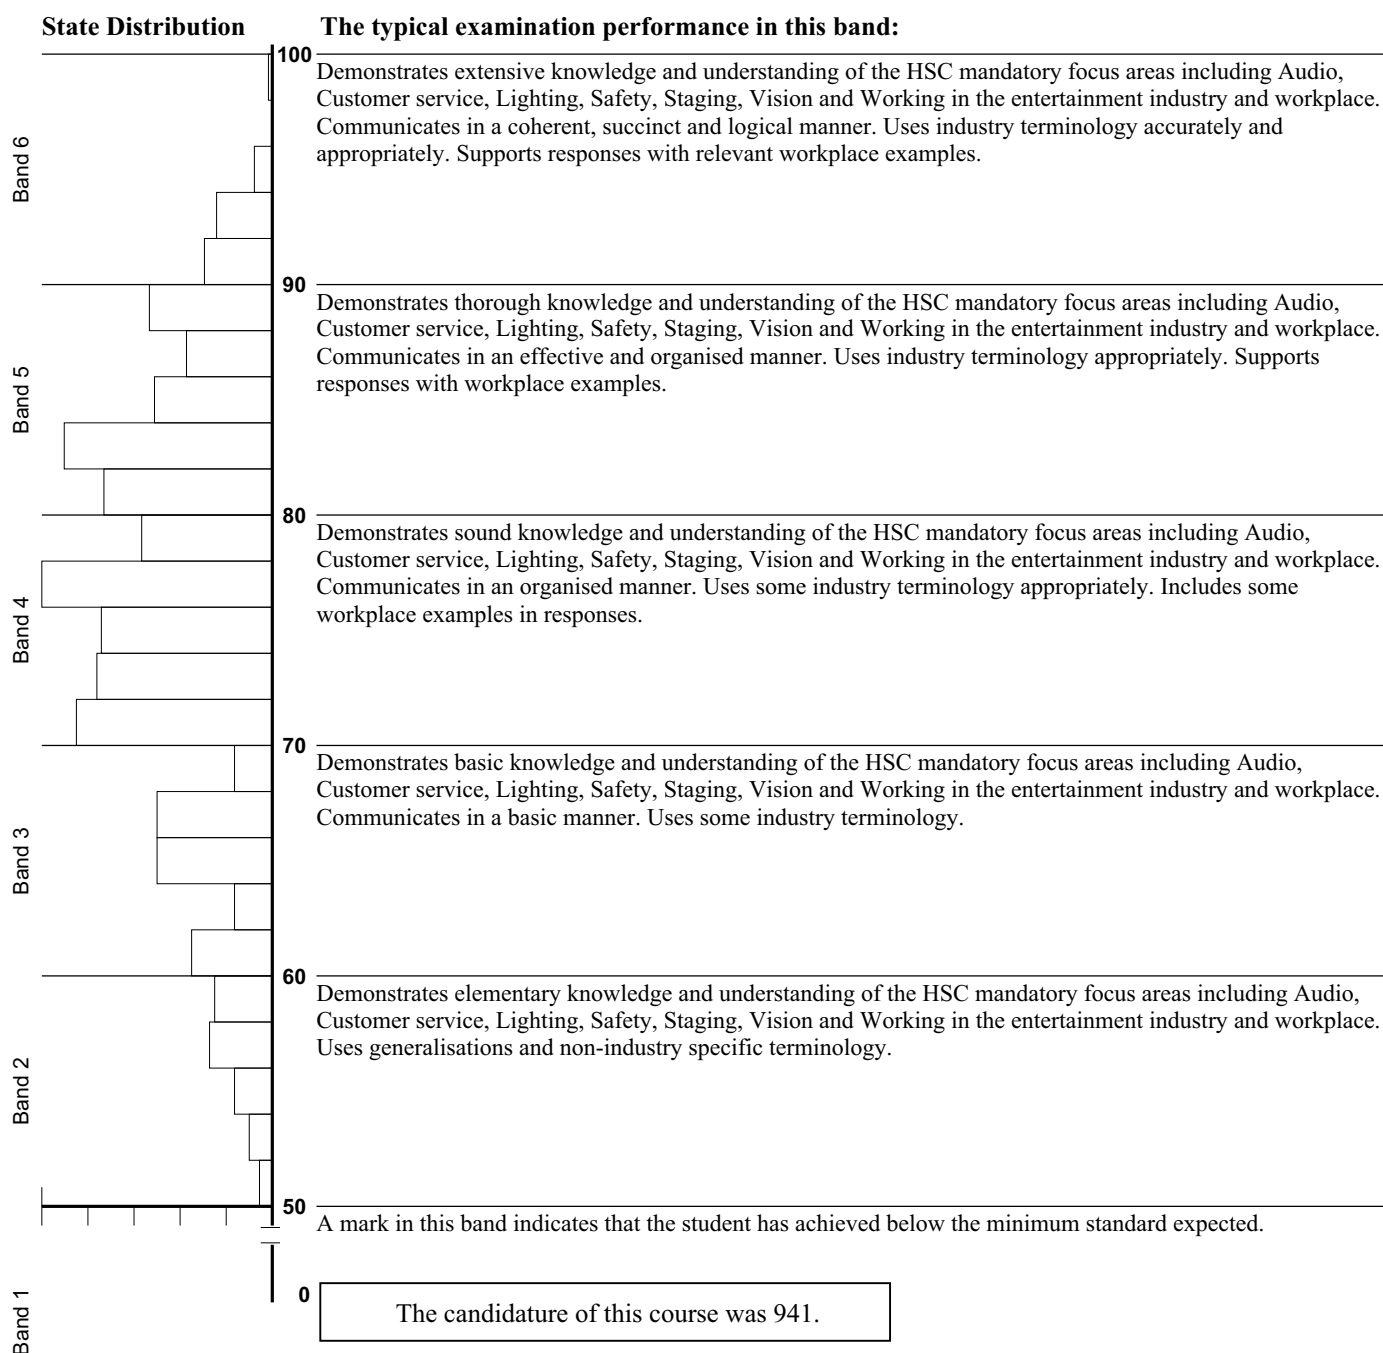 State Distribution
The typical examination performance in this band:
100
Demonstrates extensive knowledge and understanding of the HSC mandatory focus areas including Audio,
Customer service, Lighting, Safety, Staging, Vision and Working in the entertainment industry and workplace.
Communicates in a coherent, succinct and logical manner. Uses industry terminology accurately and
appropriately. Supports responses with relevant workplace examples.
Band 6
90
Demonstrates thorough knowledge and understanding of the HSC mandatory focus areas including Audio,
Customer service, Lighting, Safety, Staging, Vision and Working in the entertainment industry and workplace.
Communicates in an effective and organised manner. Uses industry terminology appropriately. Supports
responses with workplace examples.
Band 5
80
Demonstrates sound knowledge and understanding of the HSC mandatory focus areas including Audio,
Customer service, Lighting, Safety, Staging, Vision and Working in the entertainment industry and workplace.
Communicates in an organised manner. Uses some industry terminology appropriately. Includes some
workplace examples in responses.
Band 4
70
Demonstrates basic knowledge and understanding of the HSC mandatory focus areas including Audio,
Customer service, Lighting, Safety, Staging, Vision and Working in the entertainment industry and workplace.
Communicates in a basic manner. Uses some industry terminology.
Band 3
60
Demonstrates elementary knowledge and understanding of the HSC mandatory focus areas including Audio,
Customer service, Lighting, Safety, Staging, Vision and Working in the entertainment industry and workplace.
Uses generalisations and non-industry specific terminology.
Band 2
50
A mark in this band indicates that the student has achieved below the minimum standard expected.
0
The candidature of this course was 941.
Band 1